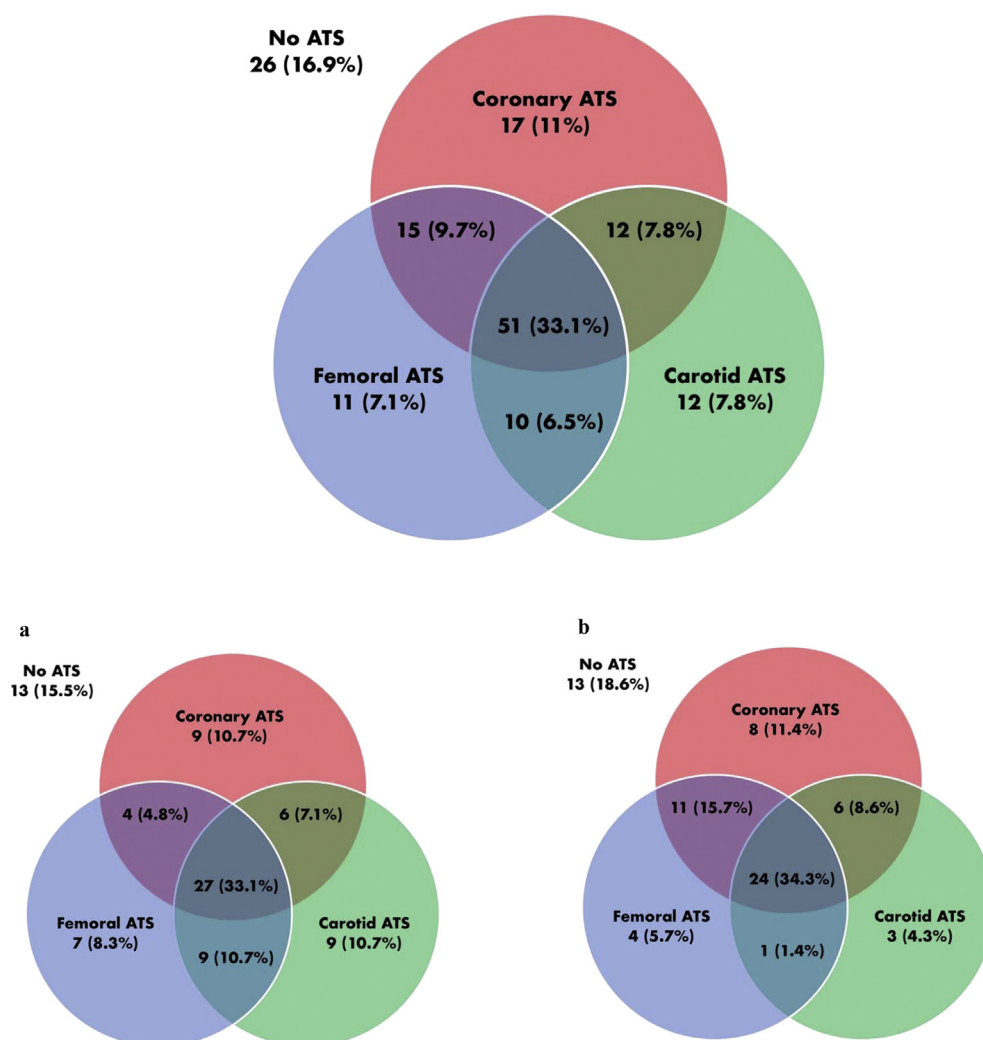 No ATS
26 (16.9%)
Coronary ATS
17 (11%)
15 (9.7%)
12 (7.8%)
51 (33.1%)
Femoral ATS
11 (7.1%)
Carotid ATS
12 (7.8%)
10 (6.5%)
a
No ATS
13 (15.5%)
Coronary ATS
9 (10.7%)
4 (4.8%)
6 (7.1%)
27 (33.1%)
Femoral ATS
7 (8.3%)
Carotid ATS
9 (10.7%)
9 (10.7%)
b
No ATS
13 (18.6%)
Coronary ATS
8 (11.4%)
11 (15.7%)
6 (8.6%)
24 (34.3%)
Femoral ATS
4 (5.7%)
Carotid ATS
3 (4.3%)
1 (1.4%)